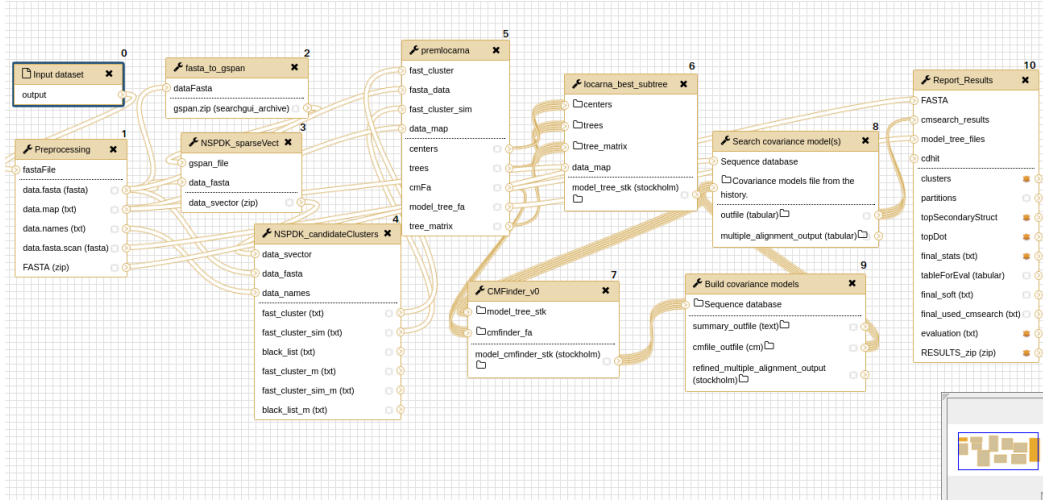 0
Input dataset
output
1
Preprocessing
fastaFile
data.fasta (fasta)
data.map (txt)
data.names (txt)
data.fasta.scan (fasta)
FASTA (zip)
2
fasta_to_gspan
dataFasta
gspan.zip (searchgui_archive)
3
NSPDK_sparseVect
gspan_file
data_fasta
data_svector (zip)
4
NSPDK_candidateClusters
data_svector
data_fasta
data_names
fast_cluster (txt)
fast_cluster_sim (txt)
black_list (txt)
fast_cluster_m (txt)
fast_cluster_sim_m (txt)
black_list_m (txt)
5
premlocarna
fast_cluster
fasta_data
fast_cluster_sim
data_map
centers
trees
cmFa
model_tree_fa
tree_matrix
6
locarna_best_subtree
centers
trees
tree_matrix
data_map
model_tree_stk (stockholm)
7
CMFinder_v0
model_tree_stk
cmfinder_fa
model_cmfinder_stk (stockholm)
8
Search covariance model(s)
Sequence database
Covariance models file from the
history.
outfile (tabular)
multiple_alignment_output (tabular)
9
Build covariance models
Sequence database
summary_outfile (text)
cmfile_outfile (cm)
refined_multiple_alignment_output
(stockholm)
10
Report_Results
FASTA
cmsearch_results
model_tree_files
cdhit
clusters
partitions
topSecondaryStruct
topDot
final_stats (txt)
tableForEval (tabular)
final_soft (txt)
final_used_cmsearch (txt)
evaluation (txt)
RESULTS_zip (zip)